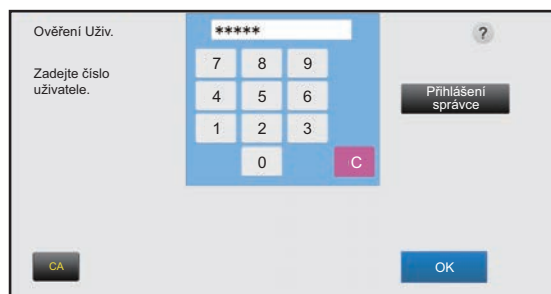 Ověření Uživ.
*****
?
Zadejte číslo
uživatele.
7 8 9
4 5 6
1 2 3
0 C
Přihlášení
správce
CA
OK